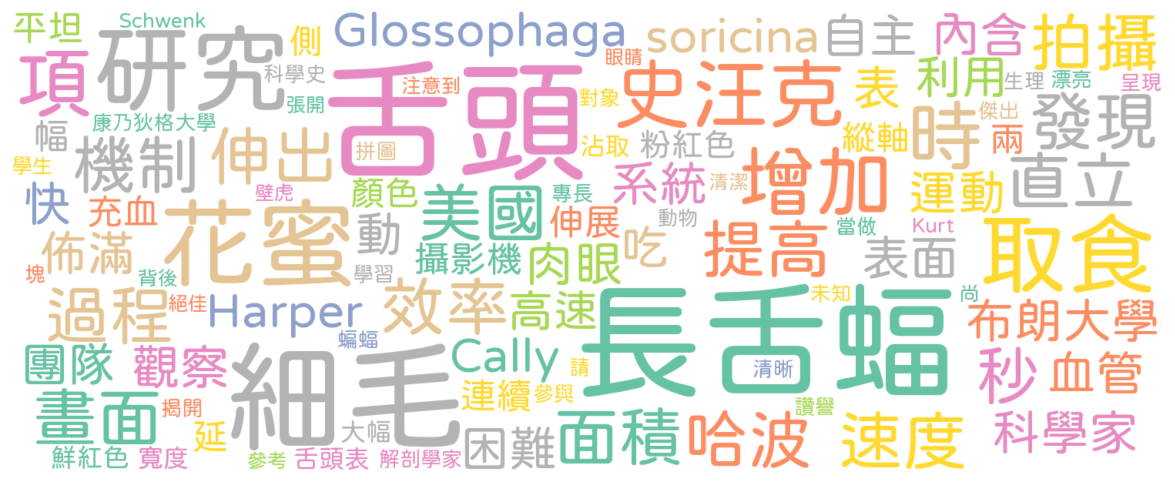 平坦
Schwenk
側
Glossophaga
soricina
自主
內含
拍攝
項
研究
科學史
張開
舌頭
注意到
眼睛
對象
史汪克
表
利用
生理
漂亮
呈現
康乃狄格大學
幅
機制
伸出
拼圖
沾取
粉紅色
縱軸
時
傑出
兩
發現
學生
快
充血
壁虎
花蜜
顏色
美國
專長
伸展
系統
清潔
動物
增加
當做
運動
Kurt
直立
佈滿
動
攝影機
肉眼
吃
提高
表面
取食
塊
背後
絕佳
學習
過程
Harper
蝙蝠
效率
高速
長舌蝠
未知
尚
布朗大學
團隊
觀察
細毛
Cally
請
清晰
秒
血管
畫面
揭開
延
大幅
連續
參與
讚譽
鮮紅色
寬度
參考
舌頭表
解剖學家
困難
面積
哈波
速度
科學家